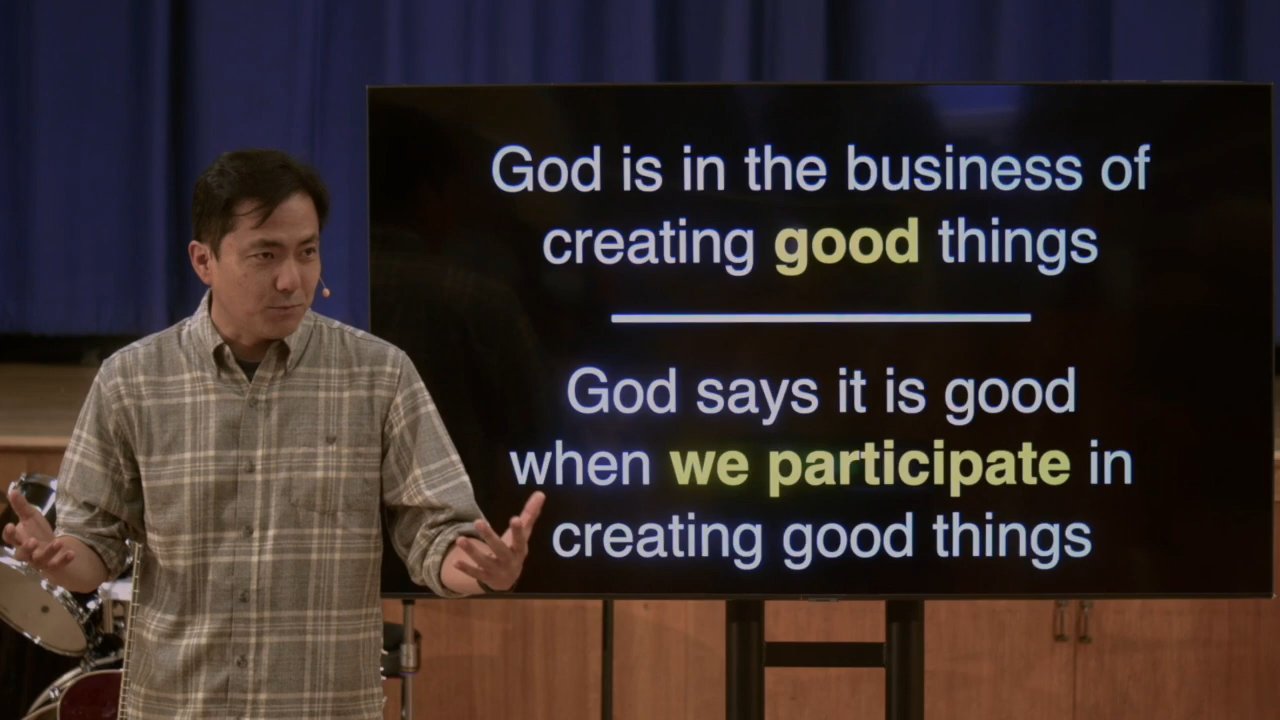 God is in the business of
creating good things
God says it is good
when we participate in
creating good things